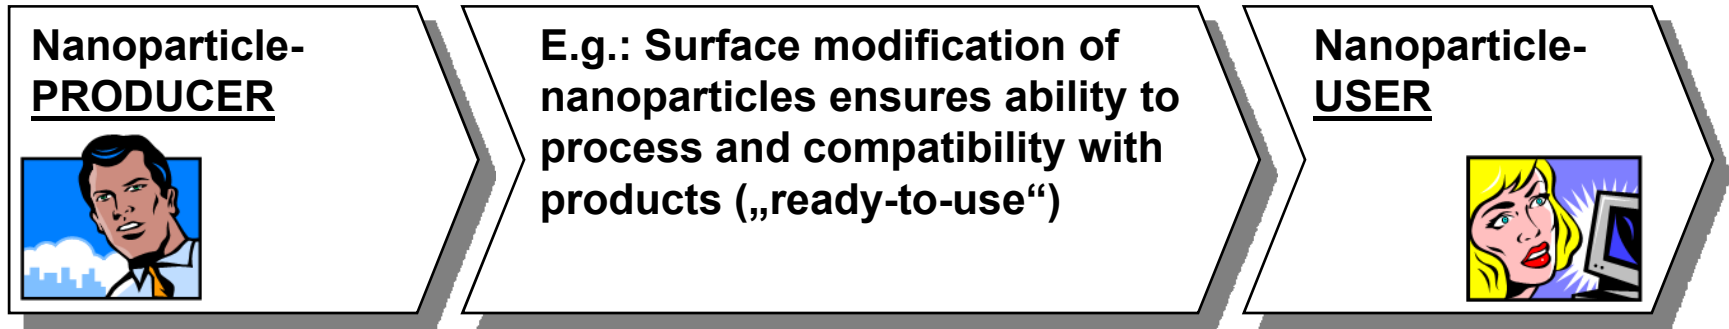 Nanoparticle-
PRODUCER
E.g.: Surface modification of
nanoparticles ensures ability to
process and compatibility with
products („ready-to-use“)
Nanoparticle-
USER